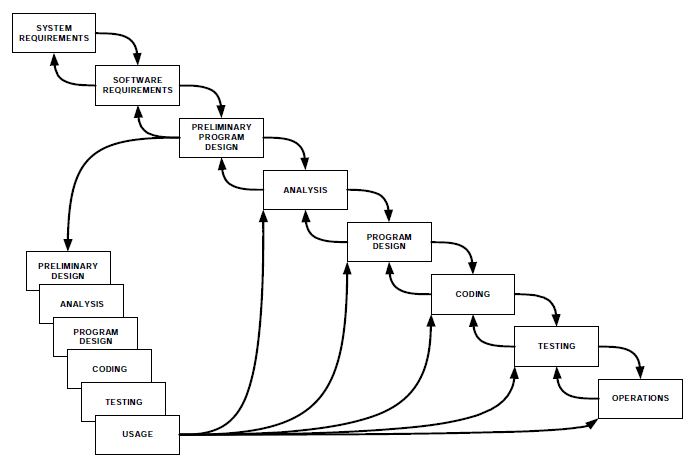 SYSTEM
REQUIREMENTS
SOFTWARE
REQUIREMENTS
PRELIMINARY
PROGRAM
DESIGN
ANALYSIS
PROGRAM
DESIGN
CODING
TESTING
OPERATIONS
PRELIMINARY
DESIGN
ANALYSIS
PROGRAM
DESIGN
CODING
TESTING
USAGE